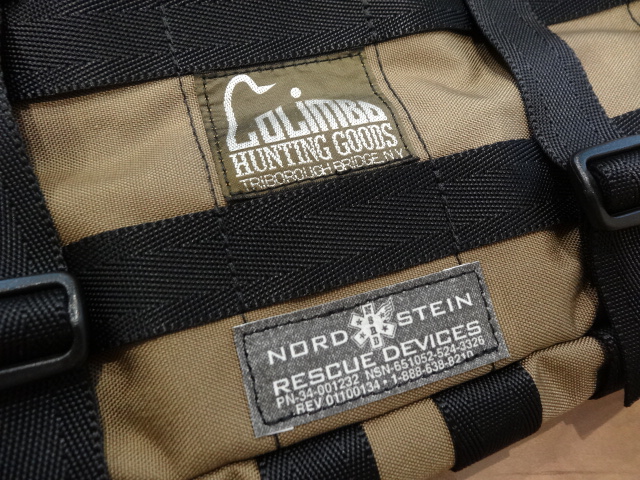 COLIMBO
HUNTING GOODS
TRIBOROUGH BRIDGE.N.Y.
NORD STEIN
RESCUE DEVICES
PN-34-001232 NSN-651052-524-3326
REV 01100134 • 1-888-638-8210